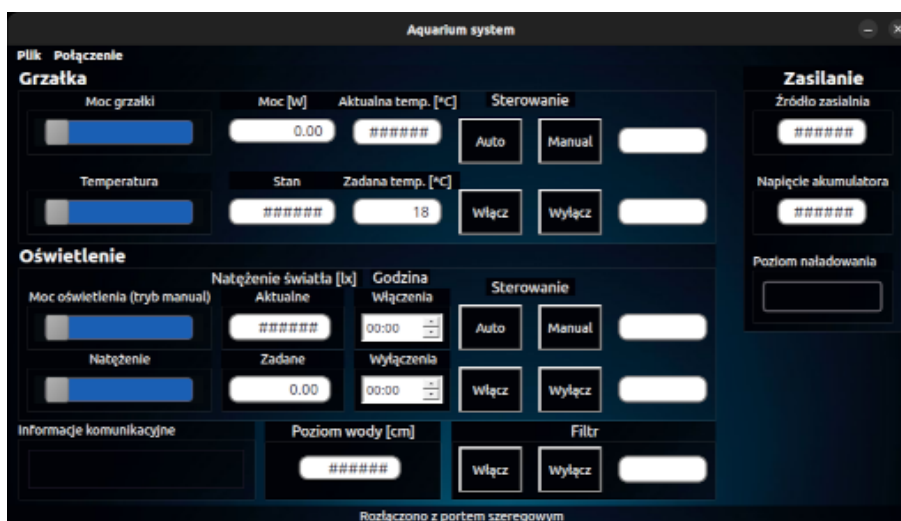 Aquarium system
Plik Połączenie
Grzałka
Zasilanie
Moc grzałki Moc [W] Aktualna temp. [°C] Sterowanie
Źródło zasialnia
0.00 ###### Auto Manual
######
Temperatura Stan Zadana temp. [°C]
Napięcie akumulatora
###### 18 Włącz Wyłącz
######
Oświetlenie
Poziom naładowania
Natężenie światła [lx] Godzina
Sterowanie
Moc oświetlenia (tryb manual) Aktualne Włączenia
###### 00:00 Auto Manual
Natężenie Zadane Wyłączenia
0.00 00:00 Włącz Wyłącz
Informacje komunikacyjne Poziom wody [cm] Filtr
###### Włącz Wyłącz
Rozłączono z portem szeregowym